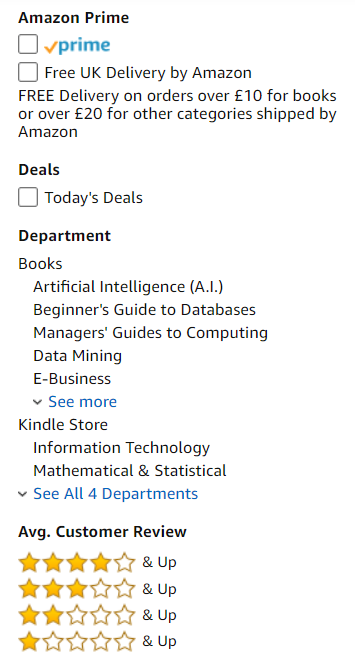 Amazon Prime
prime
Free UK Delivery by Amazon
FREE Delivery on orders over £10 for books
or over £20 for other categories shipped by
Amazon
Deals
Today's Deals
Department
Books
Artificial Intelligence (A.I.)
Beginner's Guide to Databases
Managers' Guides to Computing
Data Mining
E-Business
See more
Kindle Store
Information Technology
Mathematical & Statistical
See All 4 Departments
Avg. Customer Review
& Up
& Up
& Up
& Up